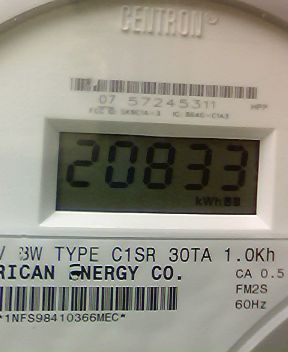 CENTRON®
07 57245311 HPP
20833
kWh
V 3W TYPE C1SR 30TA 1.0Kh
RICAN ENERGY CO. CA 0.5
FM2S
60Hz
*1NFS98410366MEC*